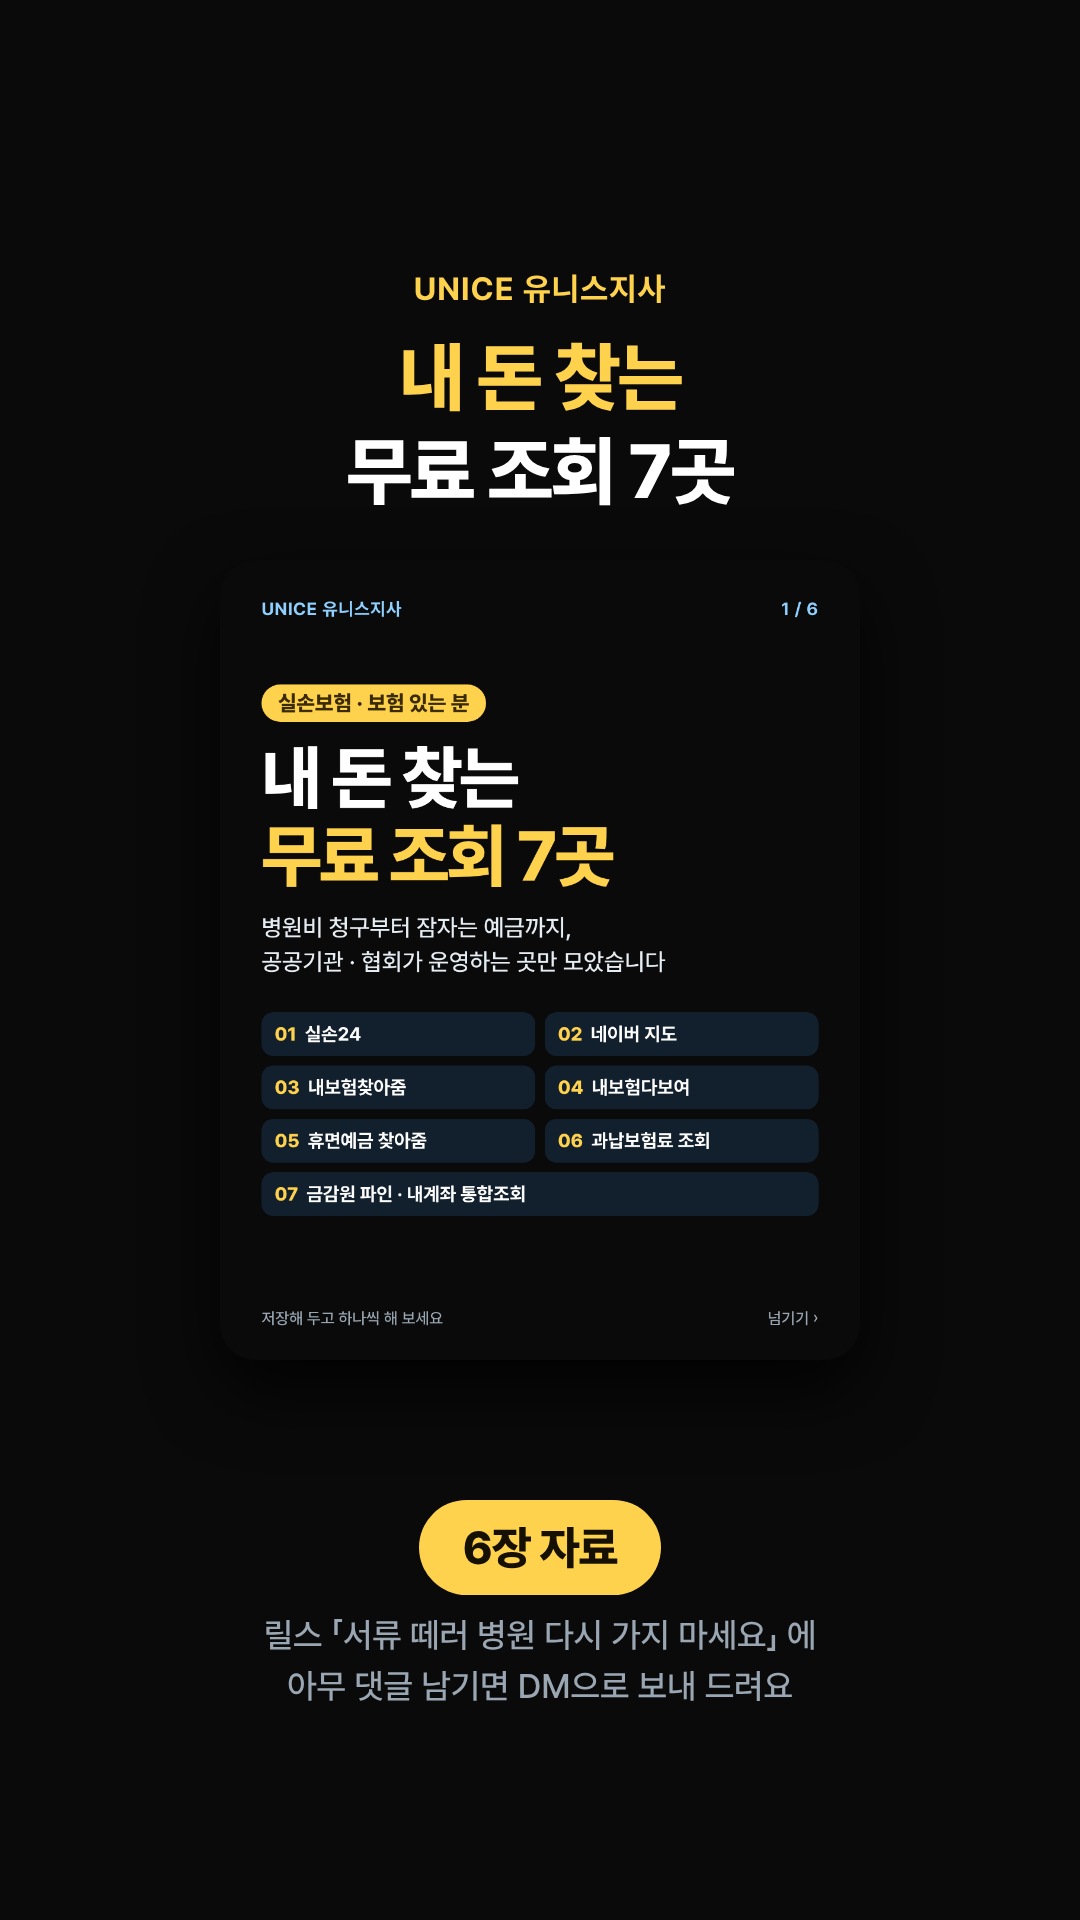 UNICE 유니스지사
내 돈 찾는
무료 조회 7곳
UNICE 유니스지사
1 / 6
실손보험 · 보험 있는 분
내 돈 찾는
무료 조회 7곳
병원비 청구부터 잠자는 예금까지,
공공기관 · 협회가 운영하는 곳만 모았습니다
01 실손24
02 네이버 지도
03 내보험찾아줌
04 내보험다보여
05 휴면예금 찾아줌
06 과납보험료 조회
07 금감원 파인 · 내계좌 통합조회
저장해 두고 하나씩 해 보세요
넘기기 ›
6장 자료
릴스 「서류 떼러 병원 다시 가지 마세요」 에
아무 댓글 남기면 DM으로 보내 드려요